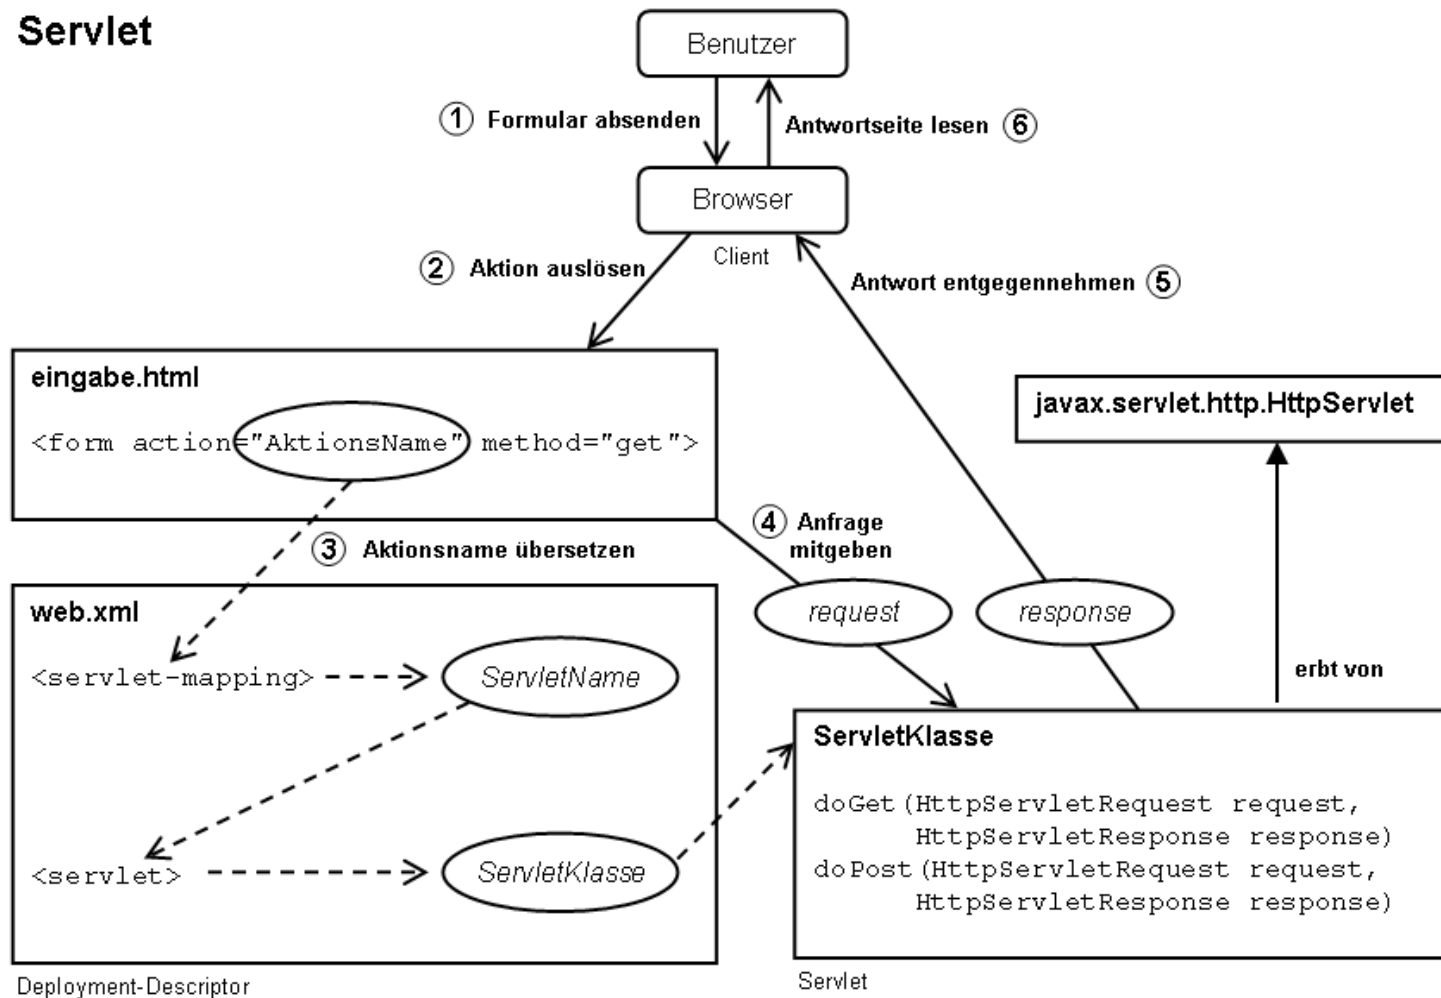 Servlet
Benutzer
1 Formular absenden
Antwortseite lesen 6
Browser
Client
2 Aktion auslösen
Antwort entgegennehmen 5
eingabe.html
<form action="AktionsName" method="get">
javax.servlet.http.HttpServlet
3 Aktionsname übersetzen
4 Anfrage
mitgeben
request
response
erbt von
web.xml
<servlet-mapping>
ServletName
<servlet>
ServletKlasse
Deployment-Descriptor
ServletKlasse
doGet(HttpServletRequest request,
HttpServletResponse response)
doPost(HttpServletRequest request,
HttpServletResponse response)
Servlet